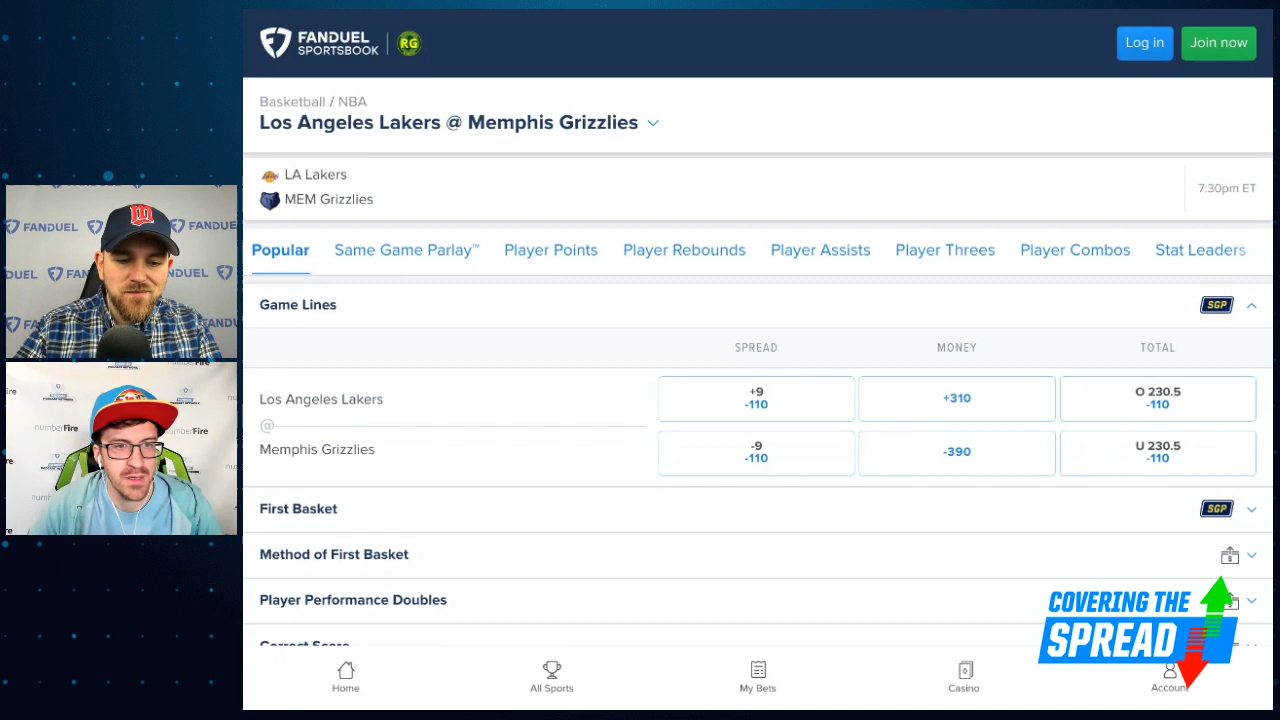 FANDUEL
SPORTSBOOK
RG
Log in
Join now
Basketball / NBA
Los Angeles Lakers @ Memphis Grizzlies
LA Lakers
MEM Grizzlies
7:30pm ET
Popular
Same Game Parlay™
Player Points
Player Rebounds
Player Assists
Player Threes
Player Combos
Stat Leaders
Game Lines
SGP
SPREAD
MONEY
TOTAL
Los Angeles Lakers
+9
-110
+310
O 230.5
-110
@
Memphis Grizzlies
-9
-110
-390
U 230.5
-110
First Basket
SGP
Method of First Basket
Player Performance Doubles
Correct Score
COVERING THE
SPREAD
Home
All Sports
My Bets
Casino
Account
FANDUEL
FANDUEL
numberFire
numberFire